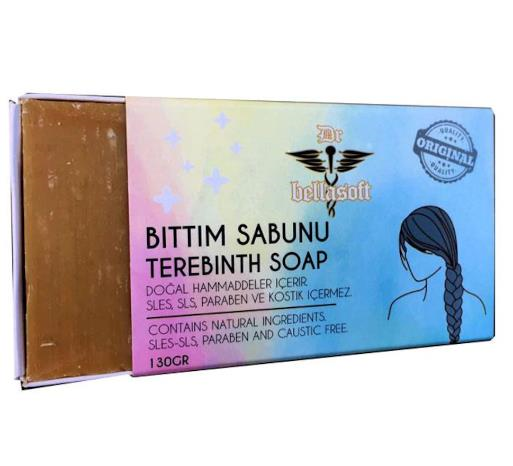 Dr
bellasoft
QUALITY
ORIGINAL
QUALITY
BITTIM SABUNU
TEREBINTH SOAP
DOĞAL HAMMADDELER İÇERİR.
SLES, SLS, PARABEN VE KOSTİK İÇERMEZ.
CONTAINS NATURAL INGREDIENTS.
SLES-SLS, PARABEN AND CAUSTIC FREE.
130GR